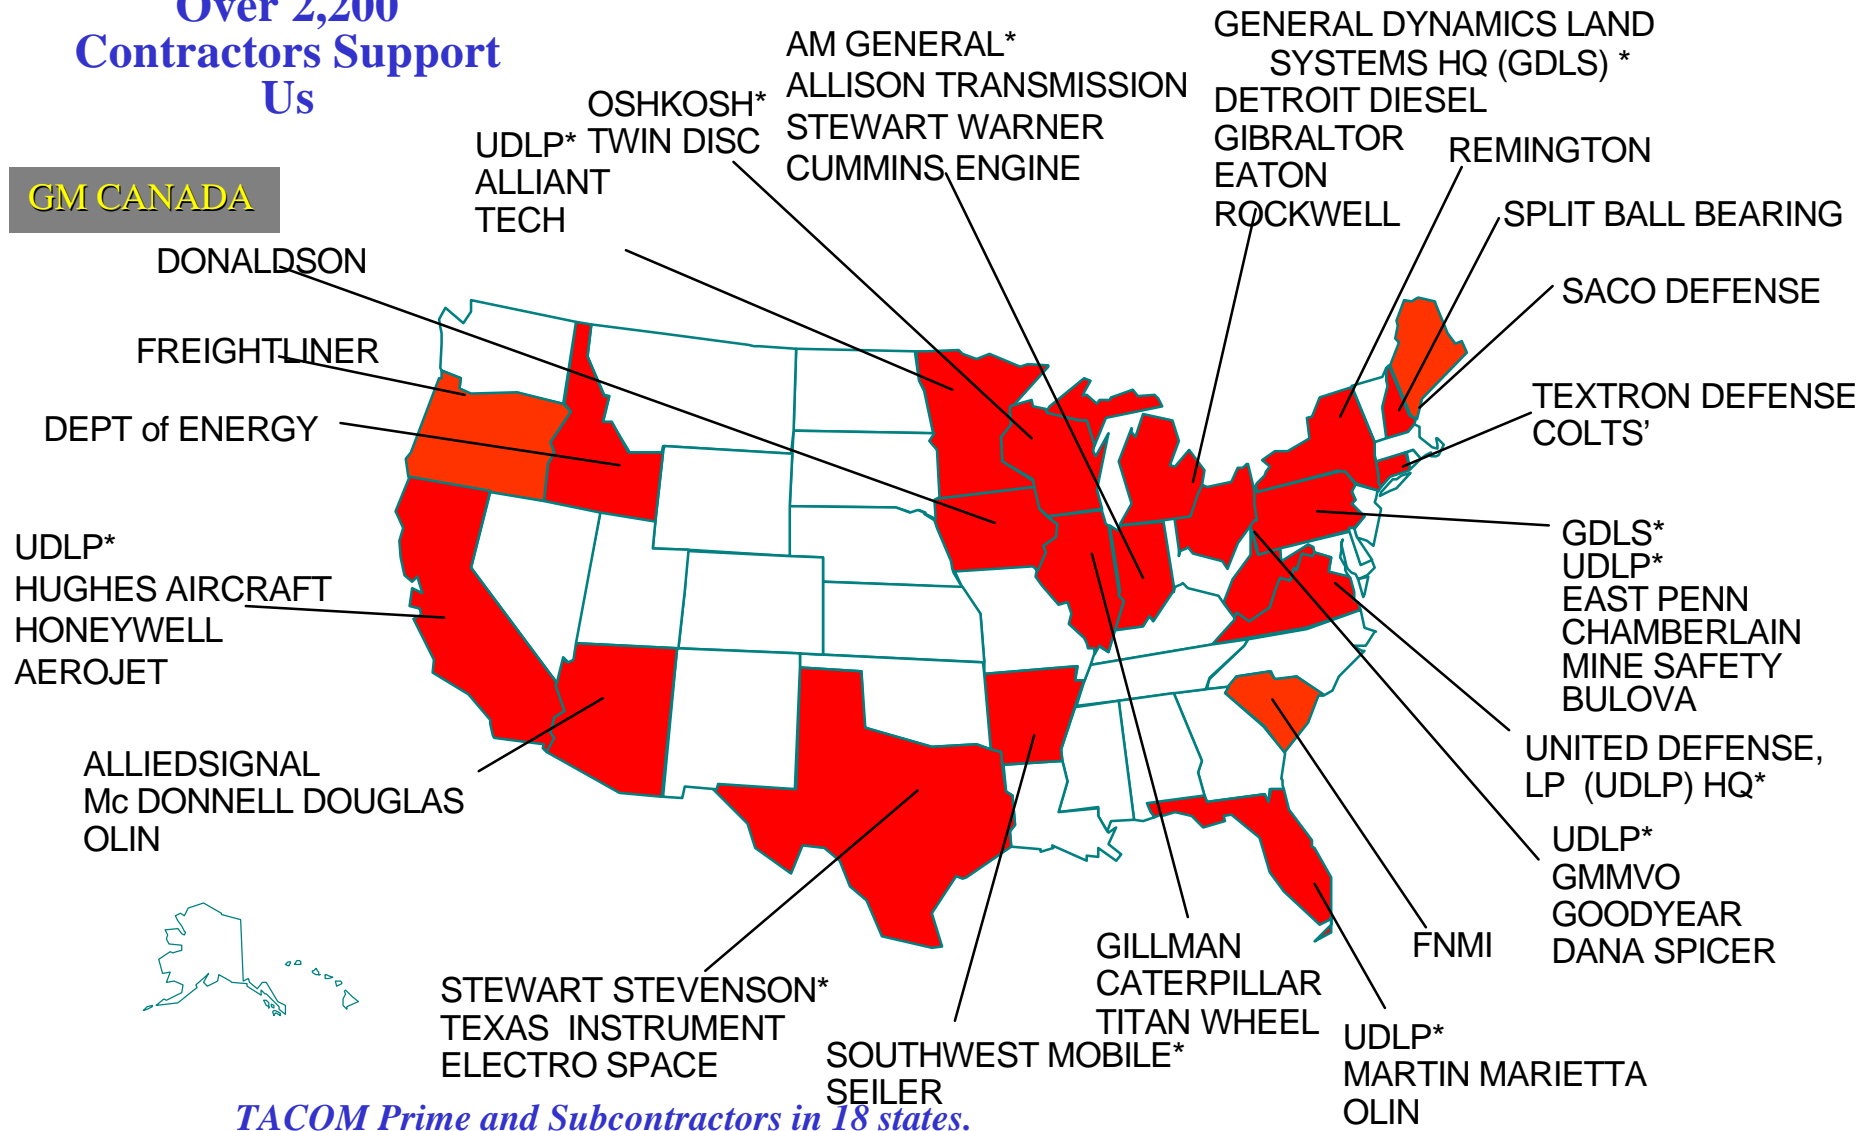 Over 2,200
Contractors Support
Us
GM CANADA
DONALDSON
FREIGHTLINER
DEPT of ENERGY
UDLP*
HUGHES AIRCRAFT
HONEYWELL
AEROJET
ALLIEDSIGNAL
Mc DONNELL DOUGLAS
OLIN
UDLP*
ALLIANT
TECH
OSHKOSH*
TWIN DISC
AM GENERAL*
ALLISON TRANSMISSION
STEWART WARNER
CUMMINS ENGINE
GENERAL DYNAMICS LAND
SYSTEMS HQ (GDLS) *
DETROIT DIESEL
GIBRALTOR
EATON
ROCKWELL
REMINGTON
SPLIT BALL BEARING
SACO DEFENSE
TEXTRON DEFENSE
COLTS’
GDLS*
UDLP*
EAST PENN
CHAMBERLAIN
MINE SAFETY
BULOVA
UNITED DEFENSE,
LP (UDLP) HQ*
UDLP*
GMMVO
GOODYEAR
DANA SPICER
FNMI
UDLP*
MARTIN MARIETTA
OLIN
GILLMAN
CATERPILLAR
TITAN WHEEL
SOUTHWEST MOBILE*
SEILER
STEWART STEVENSON*
TEXAS INSTRUMENT
ELECTRO SPACE
TACOM Prime and Subcontractors in 18 states.